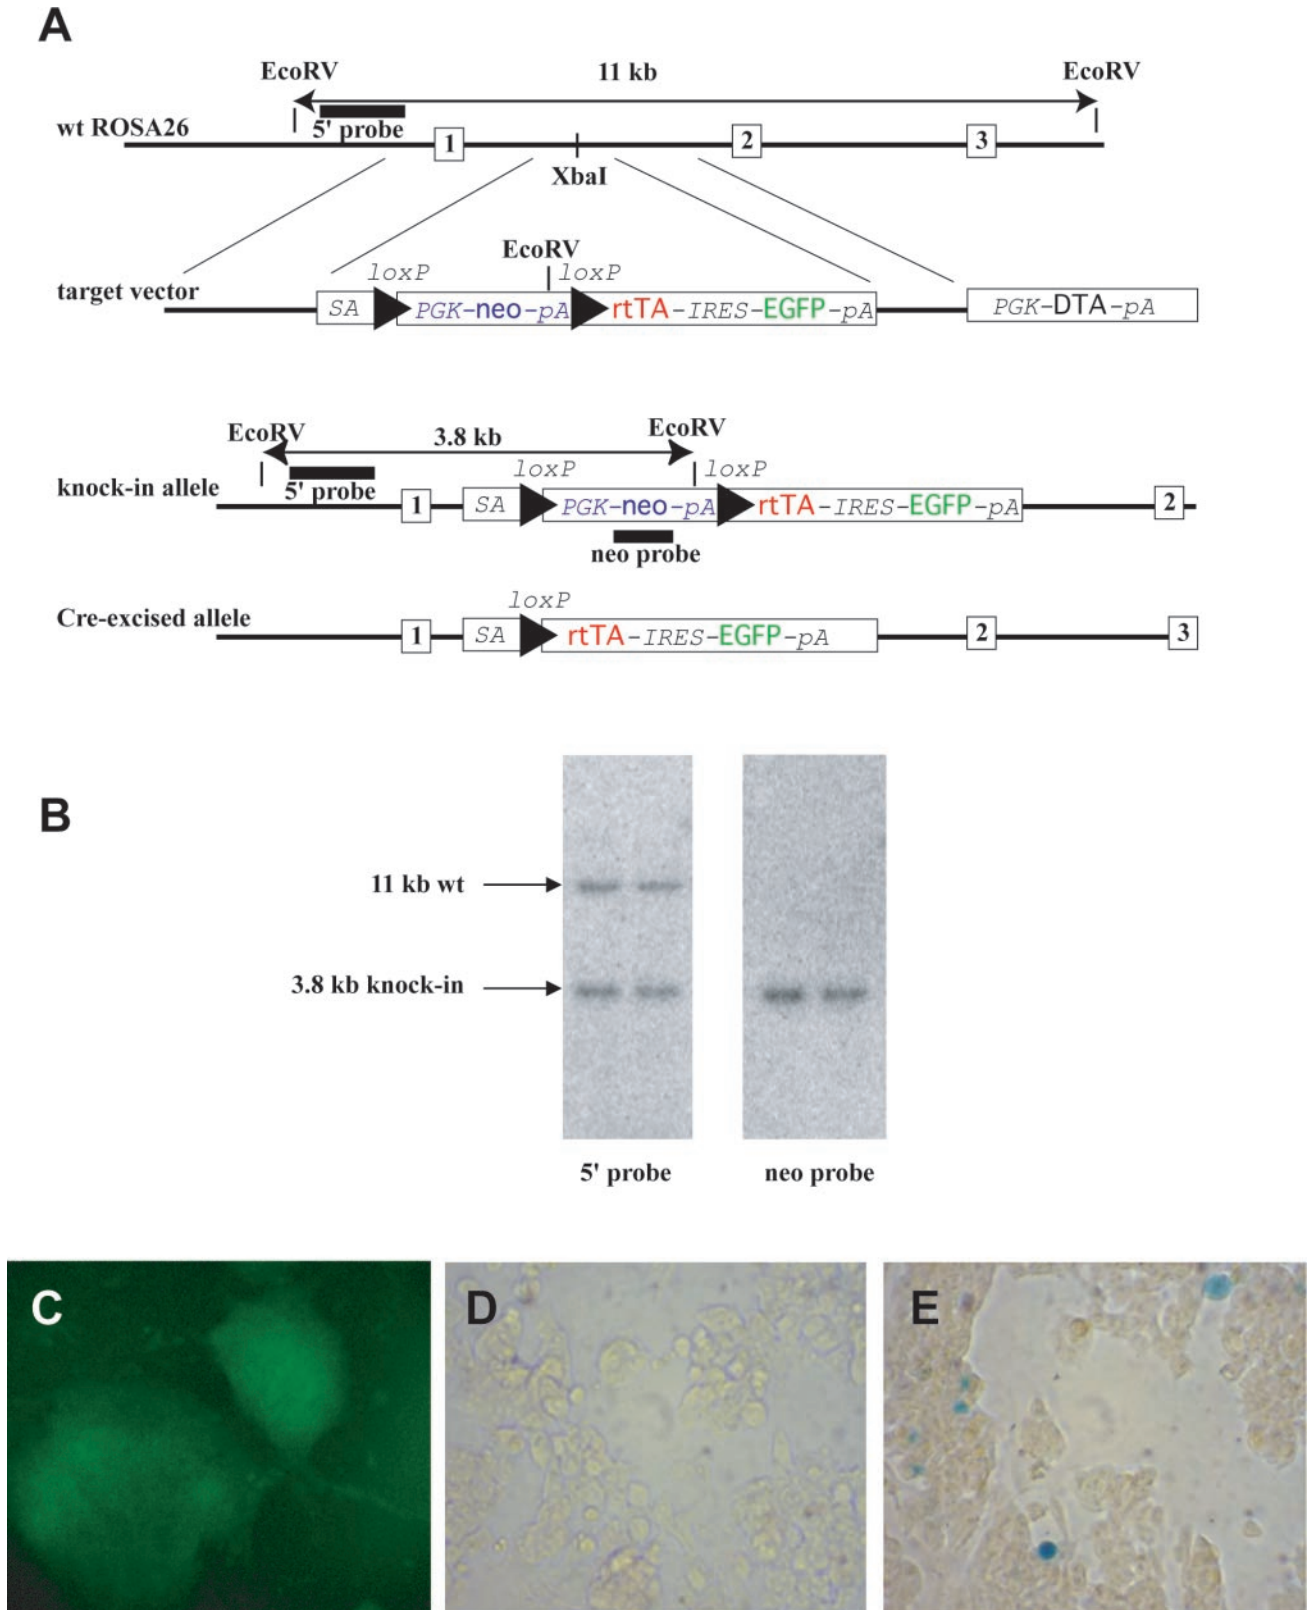 A
EcoRV 11 kb EcoRV
wt ROSA26 5' probe 1 2 3
XbaI
EcoRV
loxP loxP
target vector SA PGK-neo-pA rtTA-IRES-EGFP-pA PGK-DTA-pA
EcoRV 3.8 kb EcoRV
loxP loxP
knock-in allele 5' probe 1 SA PGK-neo-pA rtTA-IRES-EGFP-pA 2
neo probe
loxP
Cre-excised allele 1 SA rtTA-IRES-EGFP-pA 2 3
B
11 kb wt
3.8 kb knock-in
5' probe neo probe
C D E